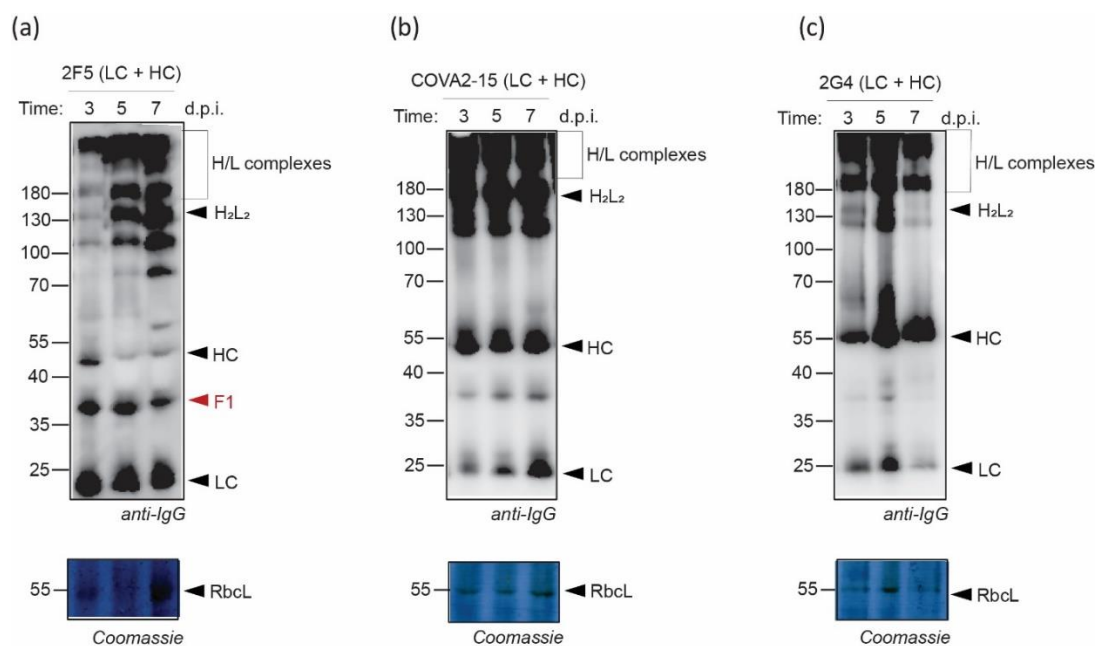 (a)
2F5 (LC + HC)
Time: 3 5 7 d.p.i.
H/L complexes
180
H₂L₂
130
100
70
55
HC
40
F1
35
25
LC
anti-IgG
55
RbcL
Coomassie
(b)
COVA2-15 (LC + HC)
Time: 3 5 7 d.p.i.
H/L complexes
180
H₂L₂
130
100
70
55
HC
40
35
25
LC
anti-IgG
55
RbcL
Coomassie
(c)
2G4 (LC + HC)
Time: 3 5 7 d.p.i.
H/L complexes
180
H₂L₂
130
100
70
55
HC
40
35
25
LC
anti-IgG
55
RbcL
Coomassie